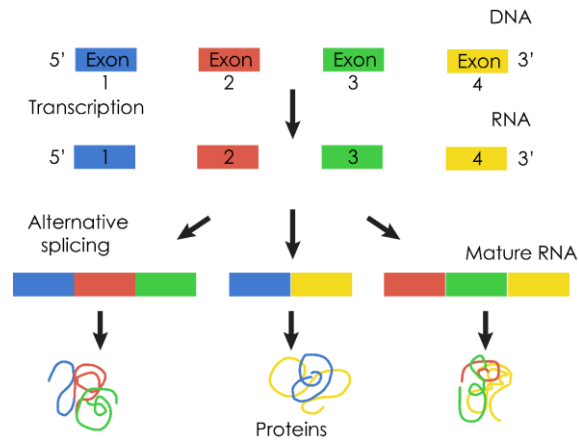 DNA
5’ Exon Exon Exon Exon 3’
1 2 3 4
Transcription
RNA
5’ 1 2 3 4 3’
Alternative
splicing
Mature RNA
Proteins